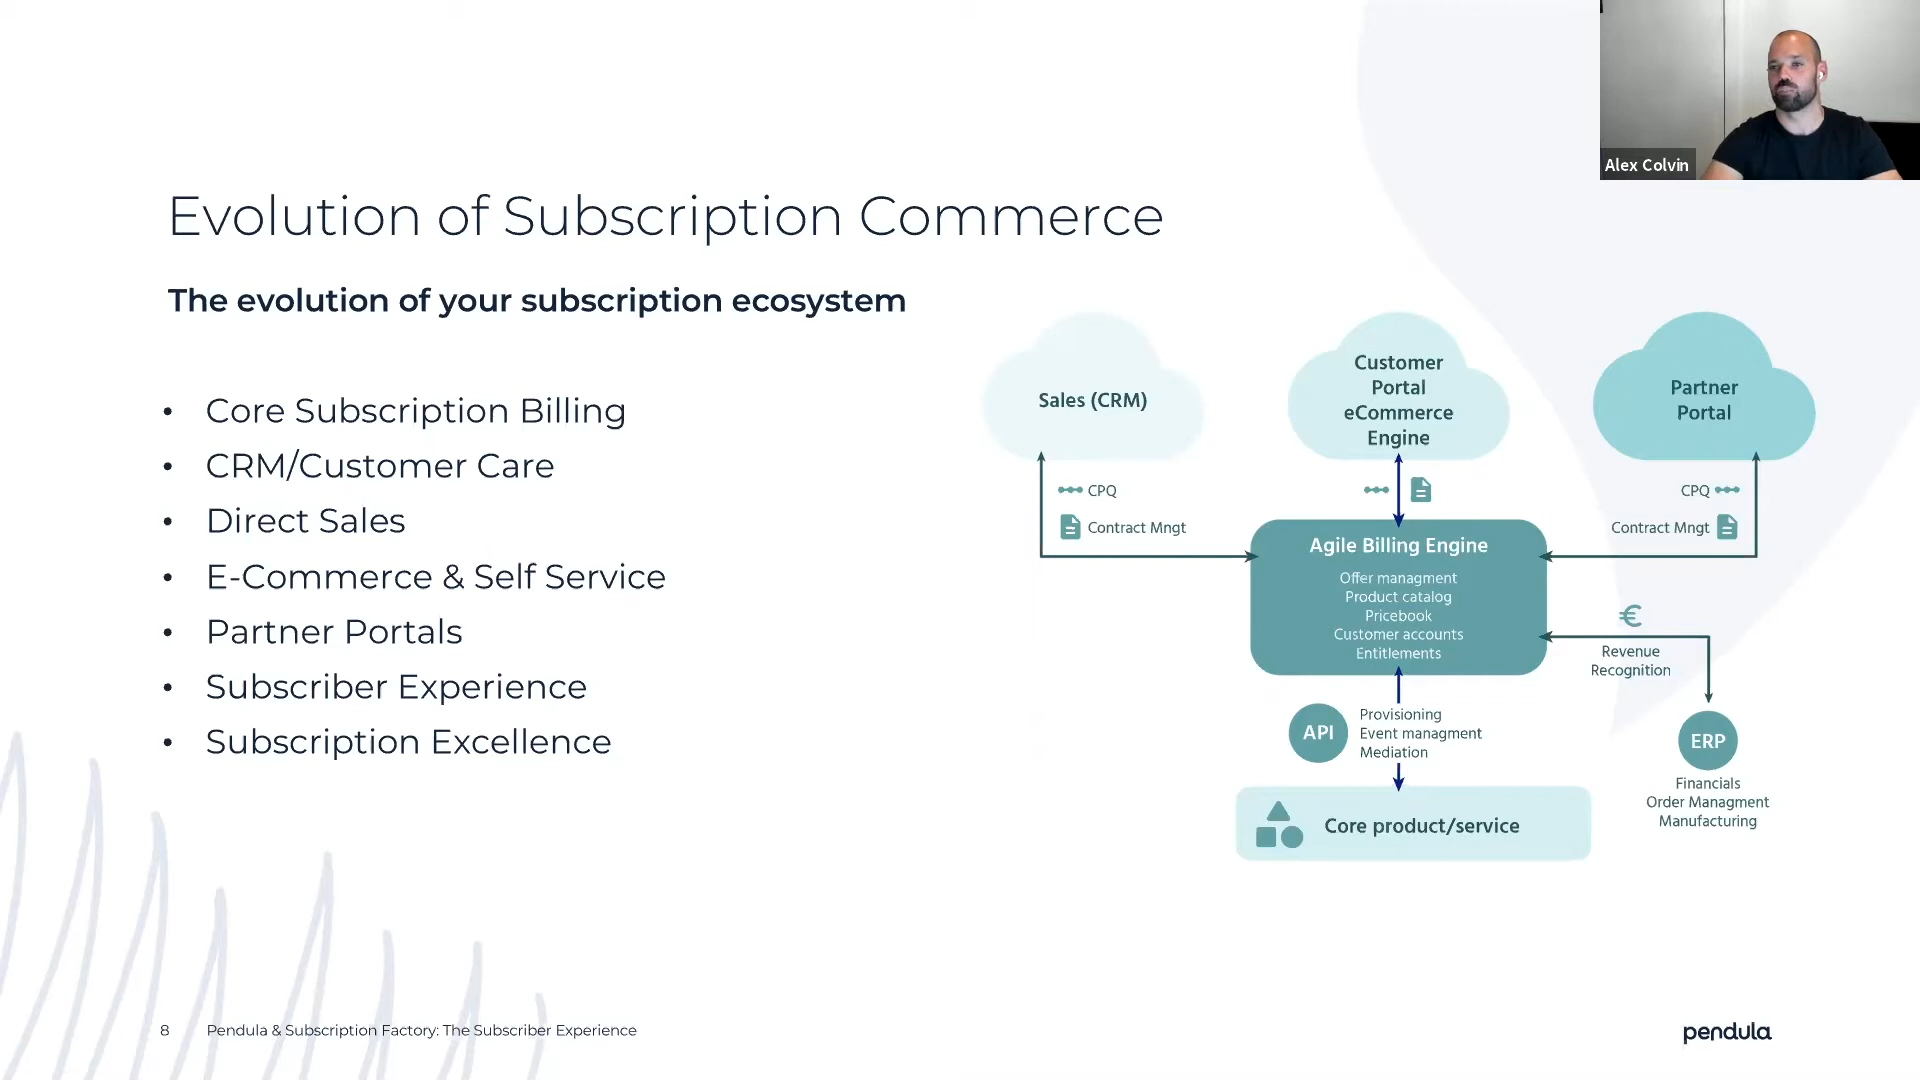 Alex Colvin
Evolution of Subscription Commerce
The evolution of your subscription ecosystem
• Core Subscription Billing
• CRM/Customer Care
• Direct Sales
• E-Commerce & Self Service
• Partner Portals
• Subscriber Experience
• Subscription Excellence
Sales (CRM)
Customer
Portal
eCommerce
Engine
Partner
Portal
CPQ
Contract Mngt
CPQ
Contract Mngt
Agile Billing Engine
Offer managment
Product catalog
Pricebook
Customer accounts
Entitlements
€
Revenue
Recognition
API
Provisioning
Event managment
Mediation
ERP
Financials
Order Managment
Manufacturing
Core product/service
8 Pendula & Subscription Factory: The Subscriber Experience
pendula